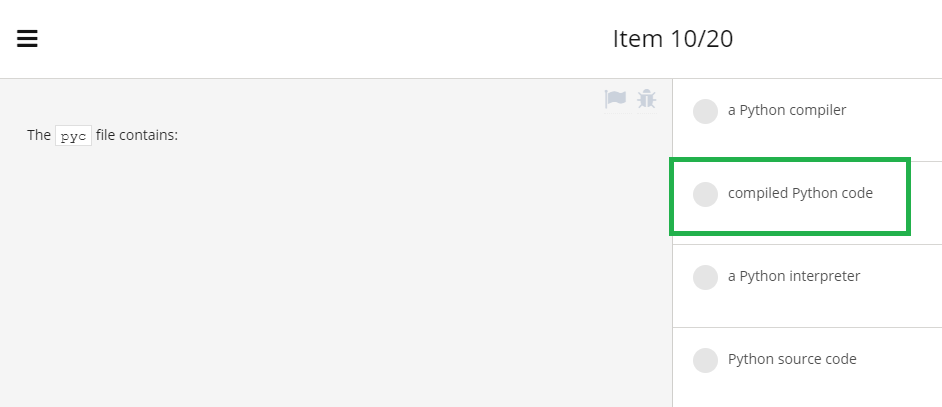 Item 10/20
The pyc file contains:
a Python compiler
compiled Python code
a Python interpreter
Python source code